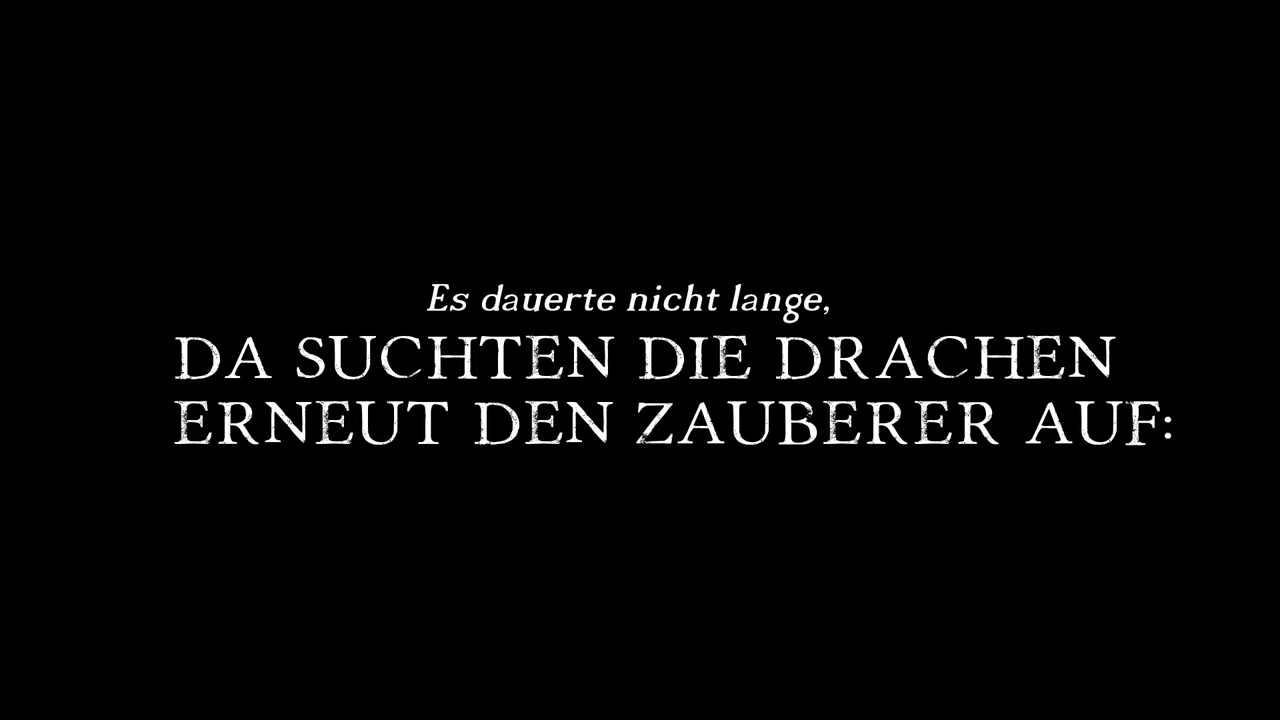 Es dauerte nicht lange,
DA SUCHTEN DIE DRACHEN
ERNEUT DEN ZAUBERER AUF: